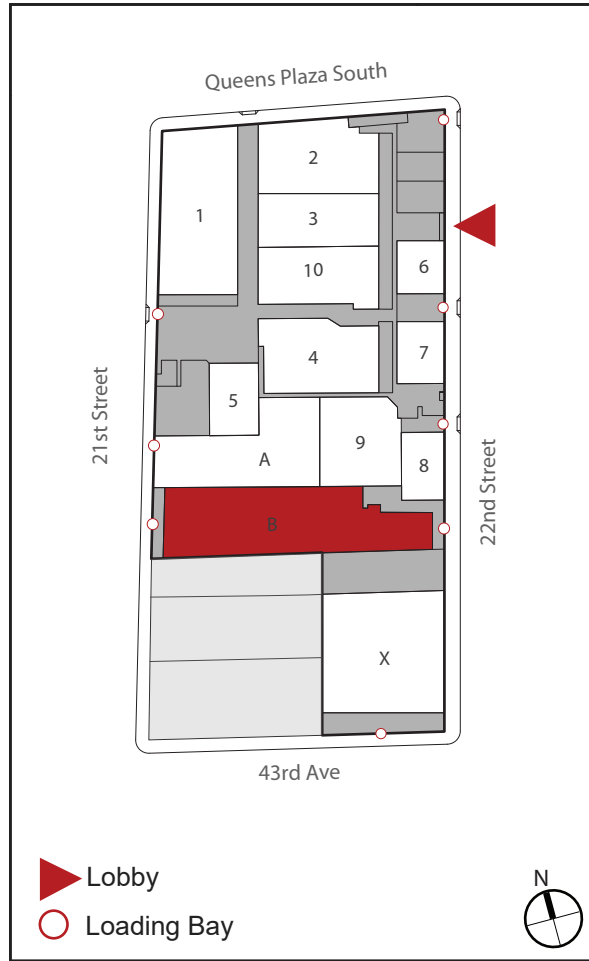 Queens Plaza South
2
1
3
10
6
7
4
5
21st Street
A
9
8
22nd Street
B
X
43rd Ave
Lobby
N
Loading Bay